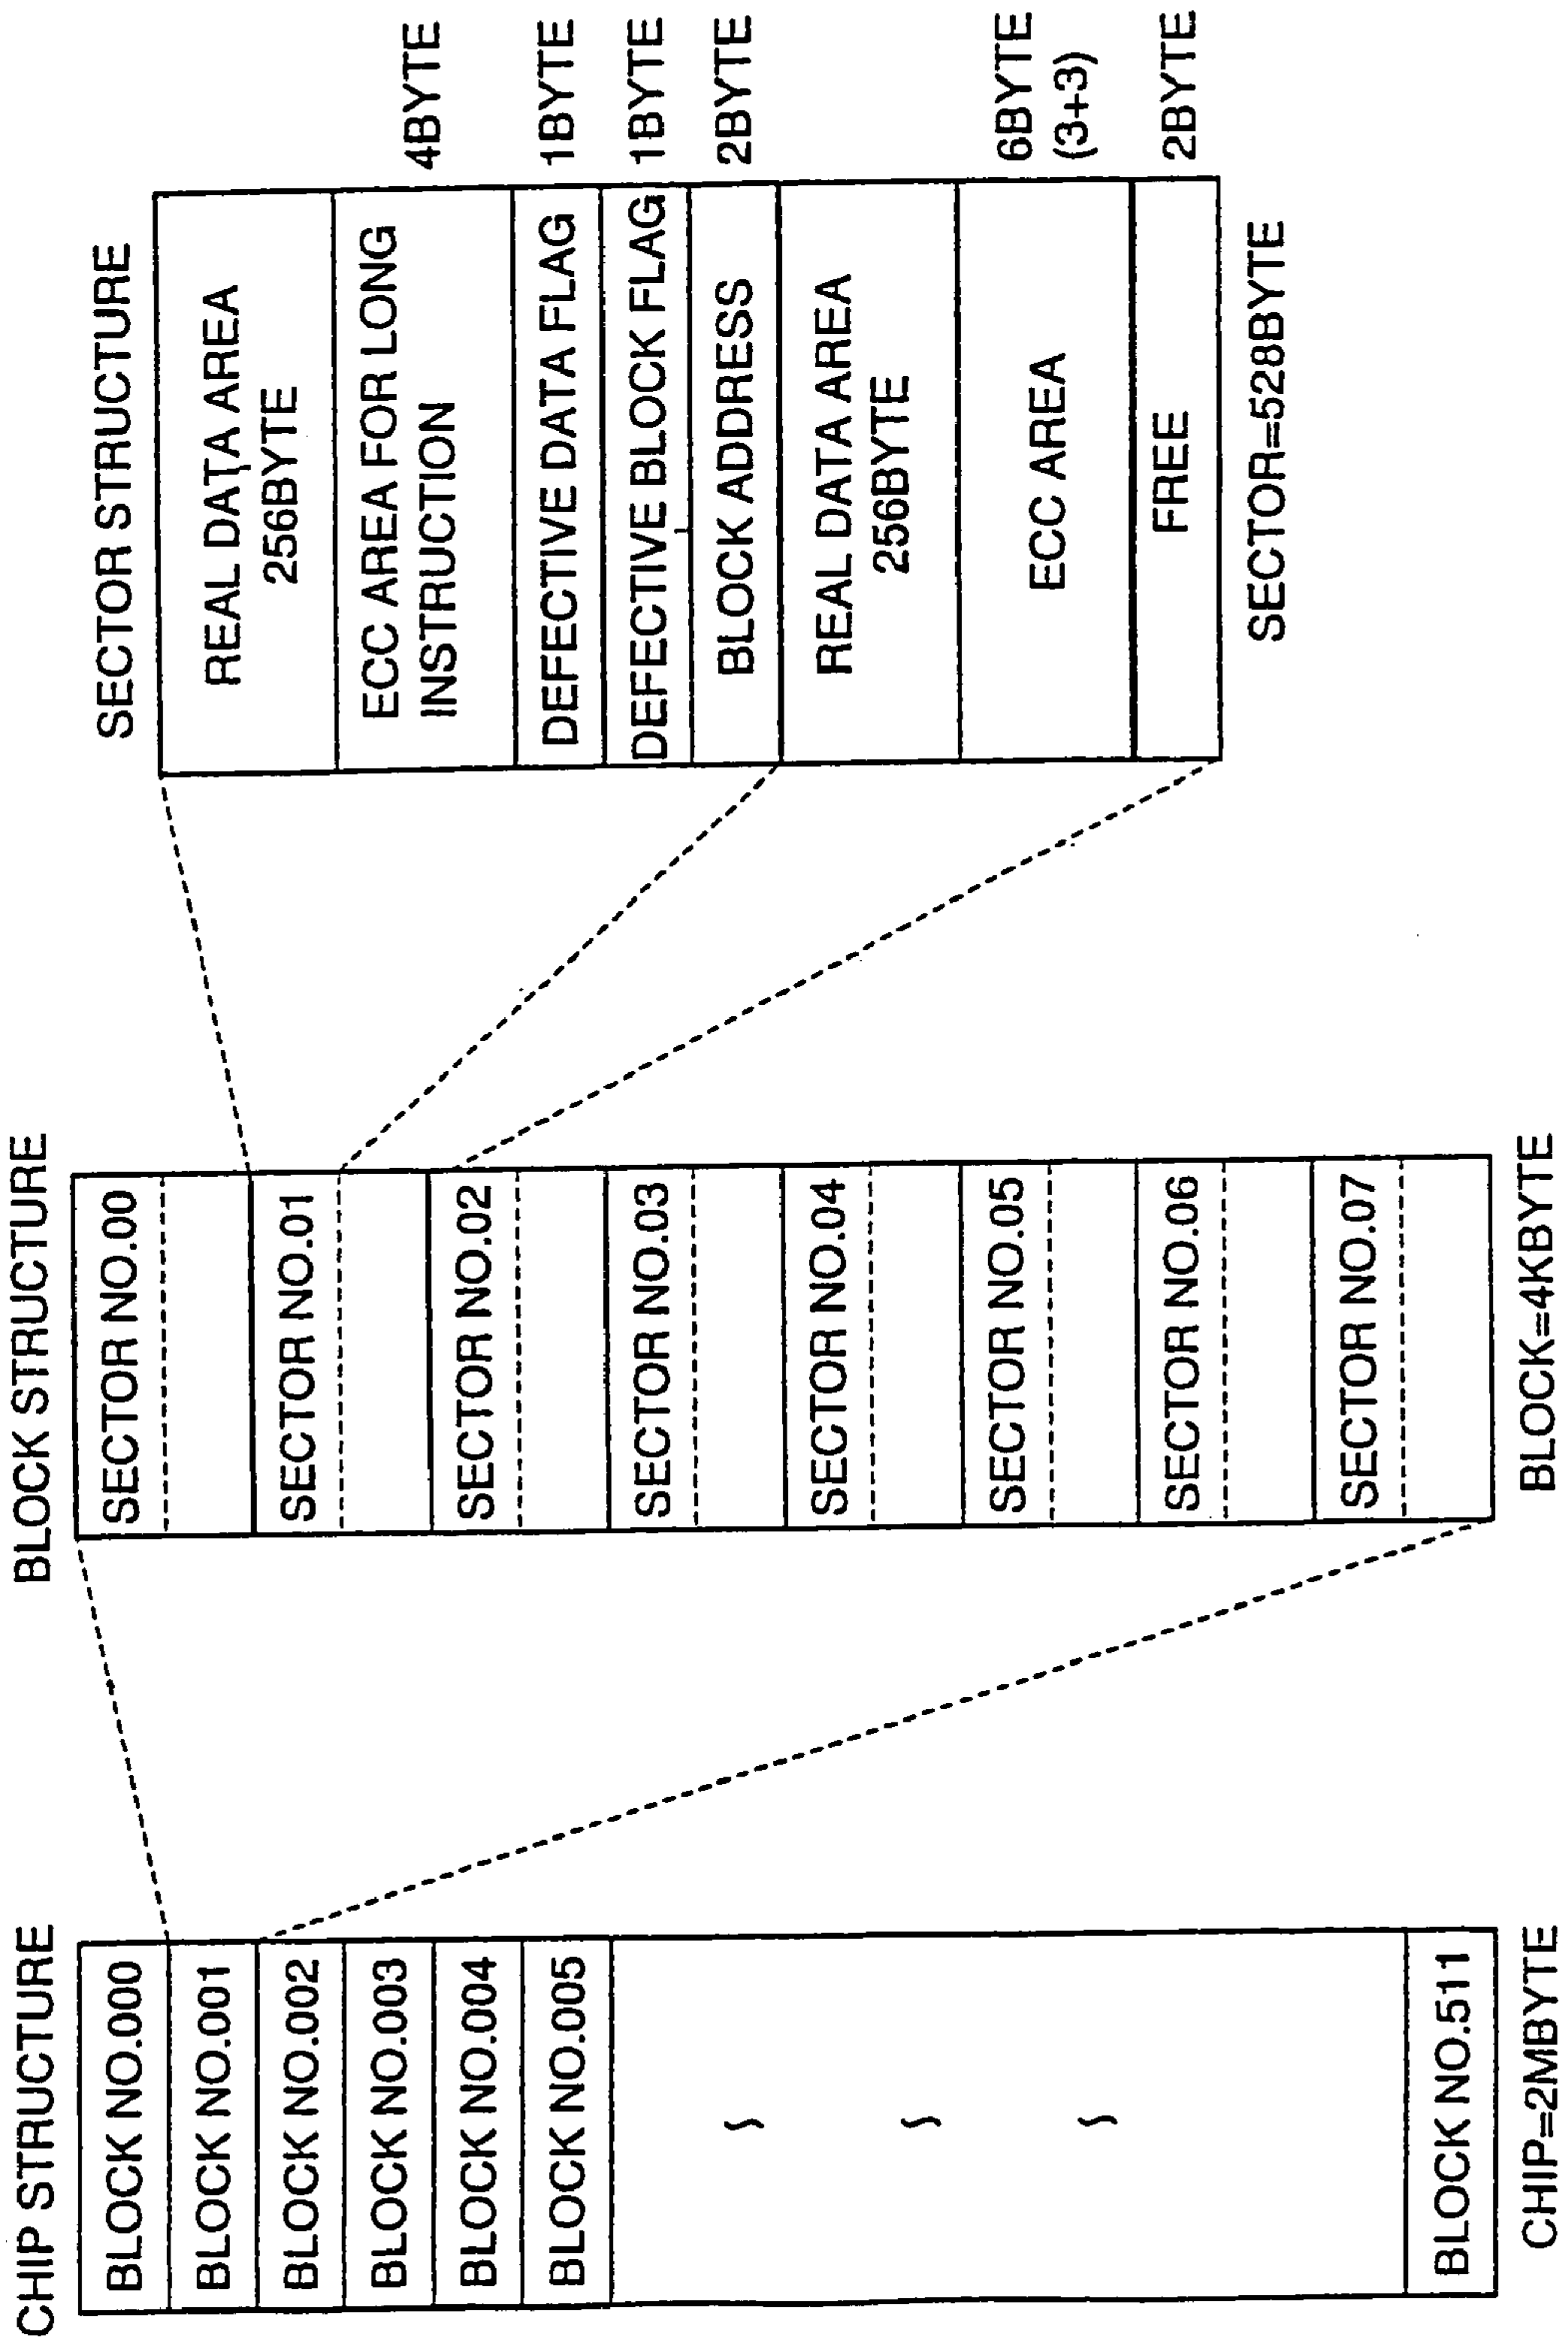 CHIP STRUCTURE
BLOCK NO.000
BLOCK NO.001
BLOCK NO.002
BLOCK NO.003
BLOCK NO.004
BLOCK NO.005
BLOCK NO.511
CHIP=2MBYTE
BLOCK STRUCTURE
SECTOR NO.00
SECTOR NO.01
SECTOR NO.02
SECTOR NO.03
SECTOR NO.04
SECTOR NO.05
SECTOR NO.06
SECTOR NO.07
BLOCK=4KBYTE
SECTOR STRUCTURE
REAL DATA AREA
256BYTE
ECC AREA FOR LONG
INSTRUCTION
4BYTE
DEFECTIVE DATA FLAG
1BYTE
DEFECTIVE BLOCK FLAG
1BYTE
BLOCK ADDRESS
2BYTE
REAL DATA AREA
256BYTE
ECC AREA
6BYTE
(3+3)
FREE
2BYTE
SECTOR=528BYTE